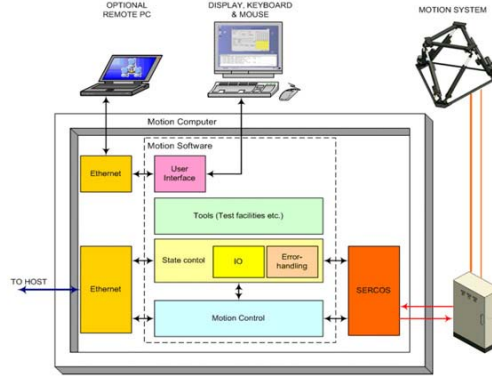 OPTIONAL
REMOTE PC
DISPLAY, KEYBOARD
& MOUSE
MOTION SYSTEM
Motion Computer
Motion Software
Ethernet
User
Interface
Tools (Test facilities etc.)
State contol
IO
Error-
handling
TO HOST
Ethernet
SERCOS
Motion Control